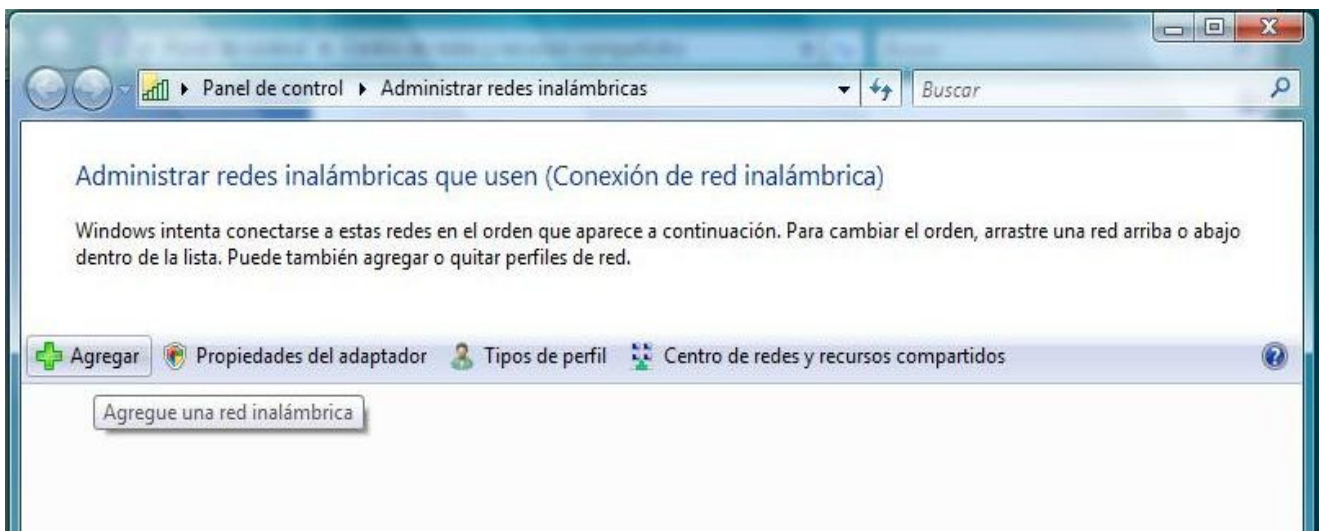 Panel de control Administrar redes inalámbricas Buscar
Administrar redes inalámbricas que usen (Conexión de red inalámbrica)
Windows intenta conectarse a estas redes en el orden que aparece a continuación. Para cambiar el orden, arrastre una red arriba o abajo
dentro de la lista. Puede también agregar o quitar perfiles de red.
Agregar Propiedades del adaptador Tipos de perfil Centro de redes y recursos compartidos
Agregue una red inalámbrica